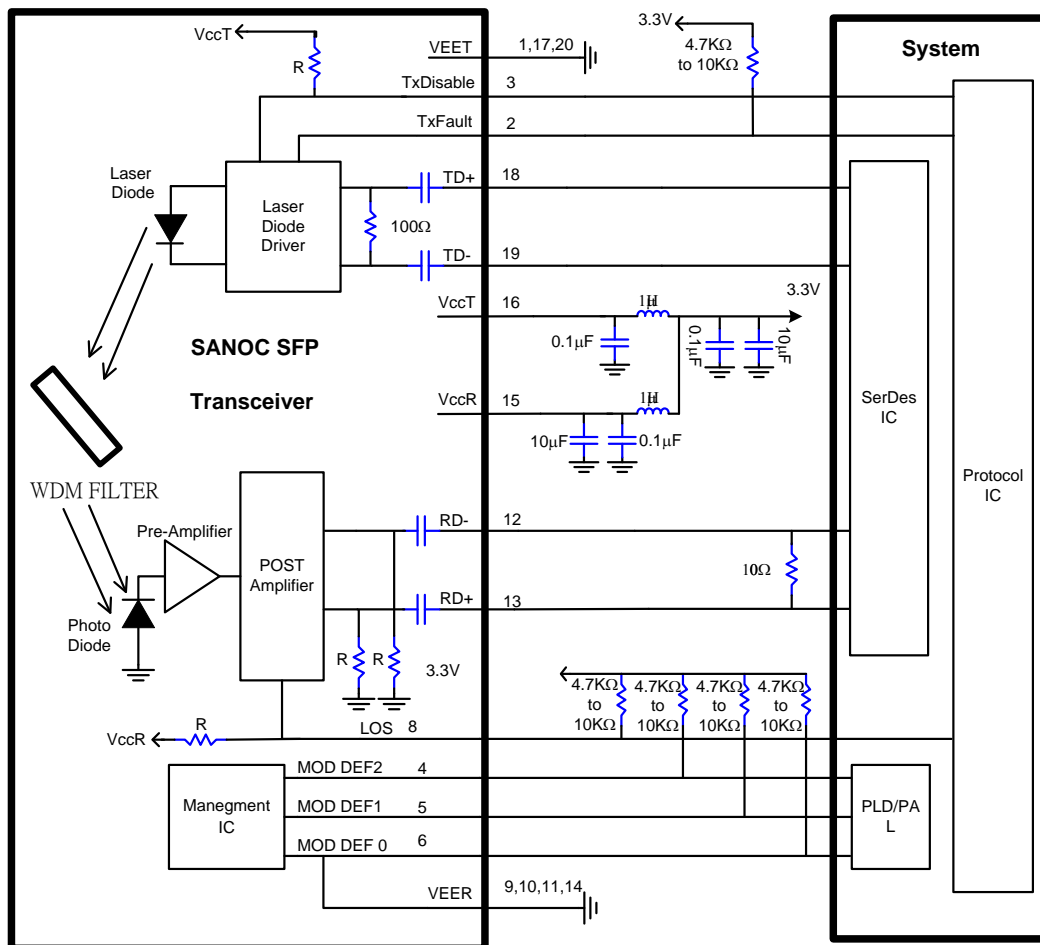 VccT
R
VEET
1,17,20
3.3V
4.7KΩ
to 10KΩ
System
TxDisable
3
TxFault
2
Laser
Diode
Laser
Diode
Driver
TD+
18
100Ω
TD-
19
VccT
16
1µH
3.3V
0.1µF
0.1µF
10µF
SANOC SFP
Transceiver
VccR
15
1µH
10µF
0.1µF
SerDes
IC
Protocol
IC
WDM FILTER
Pre-Amplifier
POST
Amplifier
RD-
12
10Ω
RD+
13
Photo
Diode
R
R
3.3V
4.7KΩ
to
10KΩ
4.7KΩ
to
10KΩ
4.7KΩ
to
10KΩ
4.7KΩ
to
10KΩ
VccR
R
LOS
8
Manegment
IC
MOD DEF2
4
MOD DEF1
5
MOD DEF 0
6
PLD/PA
L
VEER
9,10,11,14